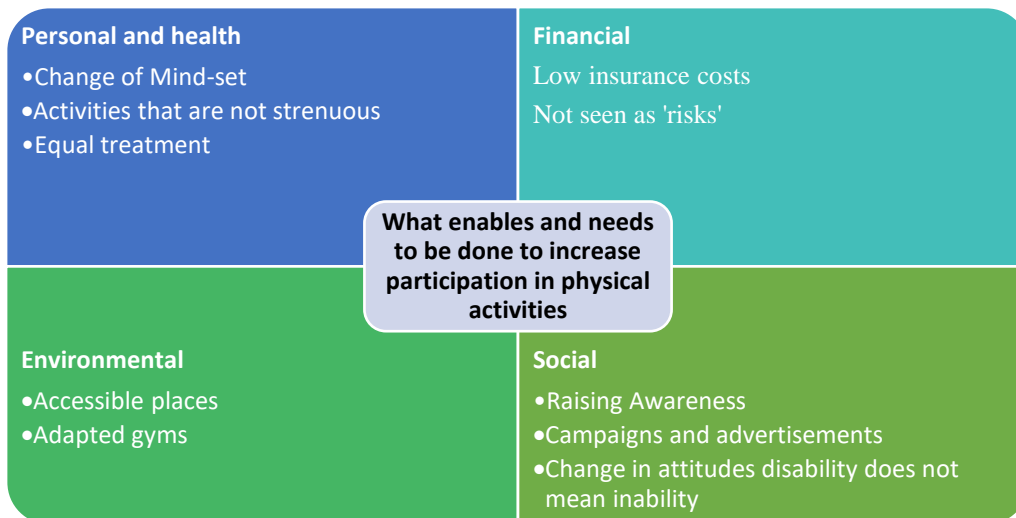 Personal and health
•Change of Mind-set
•Activities that are not strenuous
•Equal treatment
Financial
Low insurance costs
Not seen as 'risks'
What enables and needs
to be done to increase
participation in physical
activities
Environmental
•Accessible places
•Adapted gyms
Social
•Raising Awareness
•Campaigns and advertisements
•Change in attitudes disability does not
mean inability